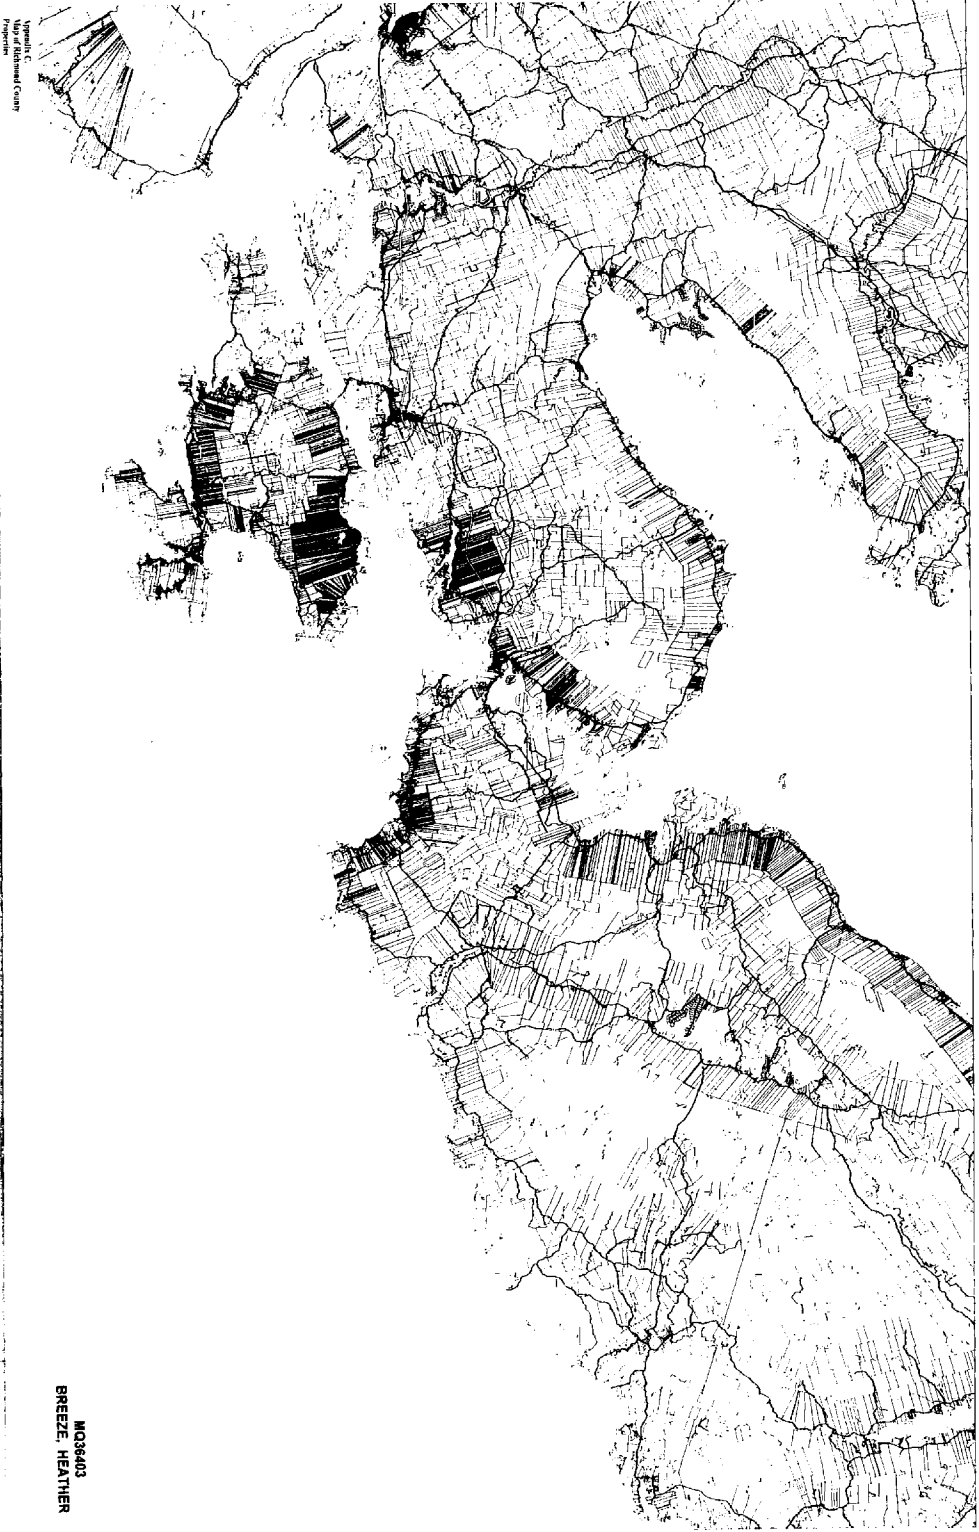 Appendix C.
Map of Richmond County
Properties
MQ36403
BREEZE, HEATHER